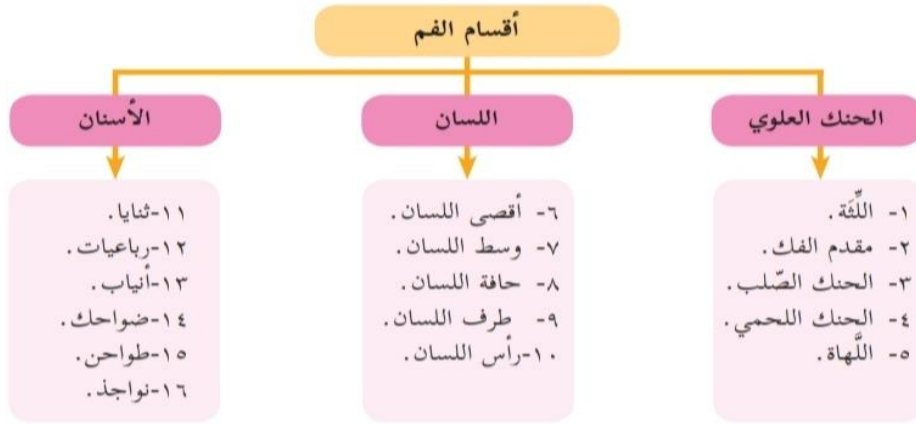 أقسام الفم
الحنك العلوي
١- اللِّثَة.
٢- مقدم الفك.
٣- الحنك الصّلب.
٤- الحنك اللحمي.
٥- اللَّهاة.
اللسان
٦- أقصى اللسان.
٧- وسط اللسان.
٨- حافة اللسان.
٩- طرف اللسان.
١٠-رأس اللسان.
الأسنان
١١-ثنايا.
١٢-رباعيات.
١٣-أنياب.
١٤-ضواحك.
١٥-طواحن.
١٦-نواجذ.